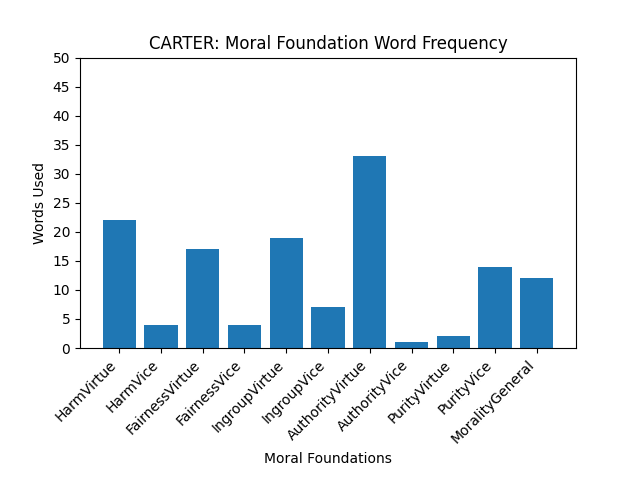 CARTER: Moral Foundation Word Frequency
50
45
40
35
30
25
20
15
10
5
0
Words Used
HarmVirtue
HarmVice
FairnessVirtue
FairnessVice
IngroupVirtue
IngroupVice
AuthorityVirtue
AuthorityVice
PurityVirtue
PurityVice
MoralityGeneral
Moral Foundations